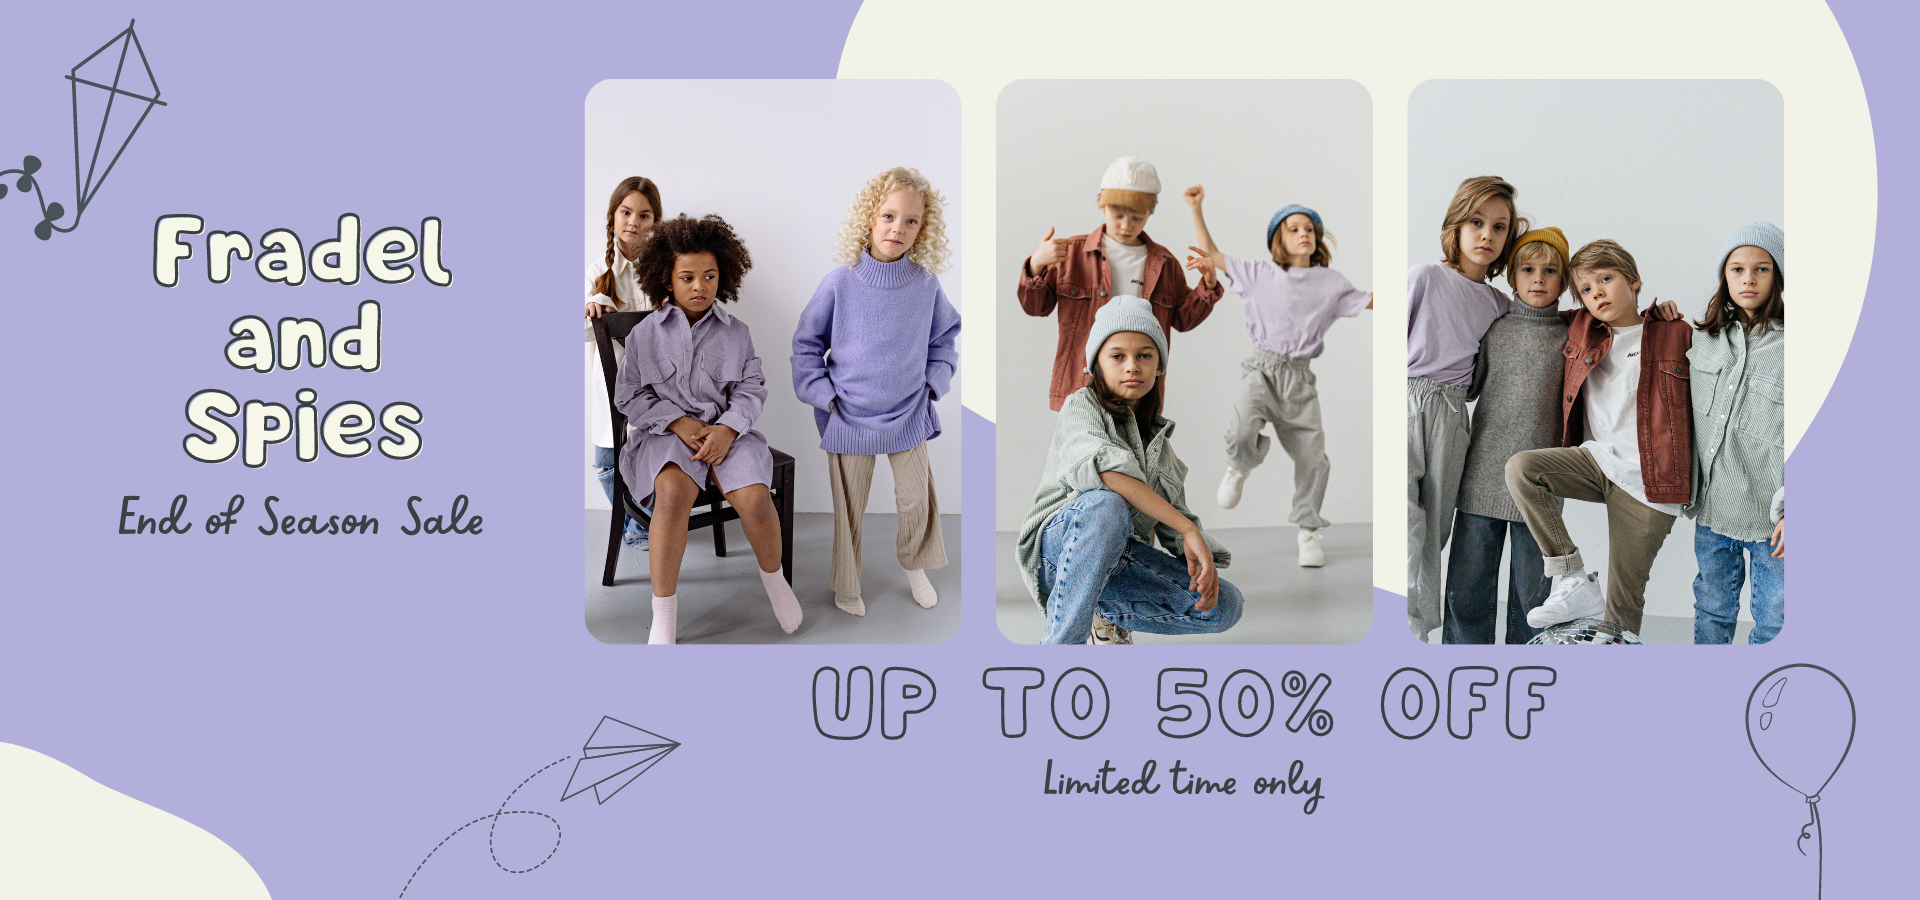 Fradel
and
Spies
End of Season Sale
UP TO 50% OFF
Limited time only